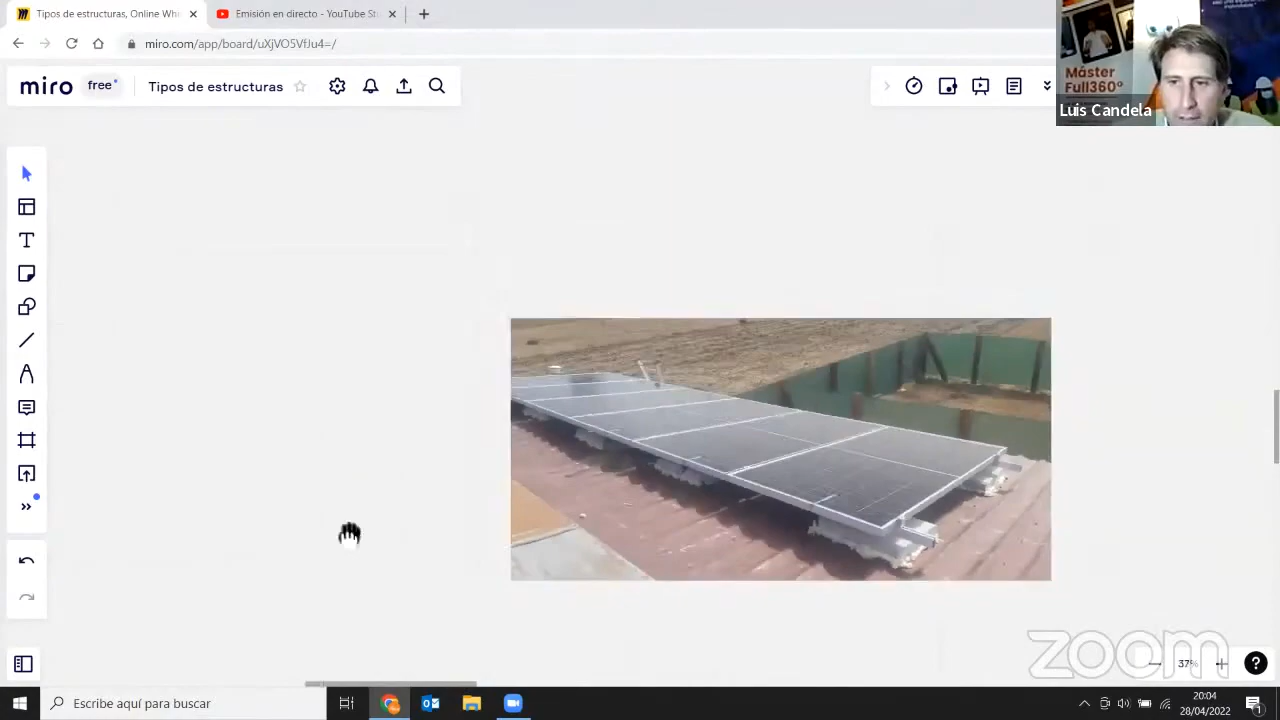 Tipos de estructuras, Online Wh
Emisión en directo - YouTube St
miro.com/app/board/uXjVO5VfJu4=/
miro
free
Tipos de estructuras
Máster
Full360º
Luis Candela
zoom
37%
Escribe aquí para buscar
20:04
28/04/2022